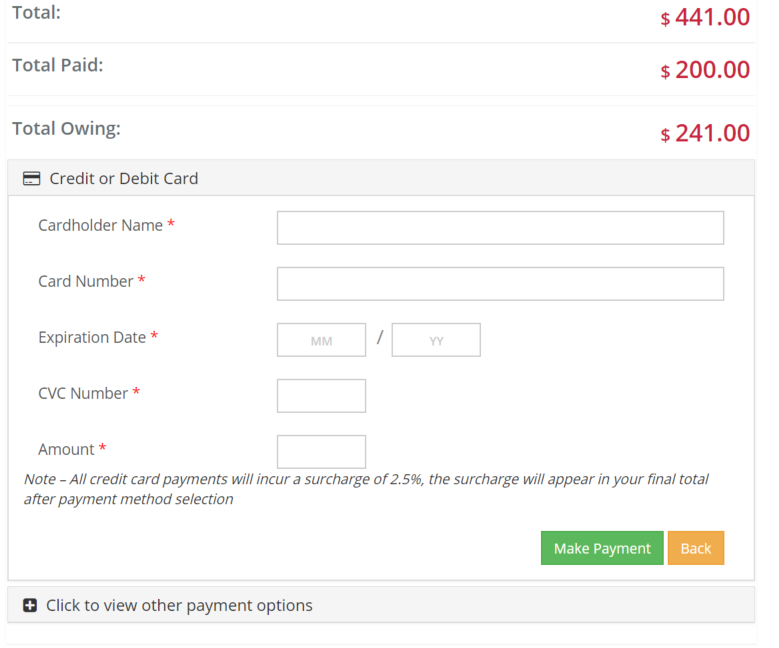 Total:
$ 441.00
Total Paid:
$ 200.00
Total Owing:
$ 241.00
Credit or Debit Card
Cardholder Name *
Card Number *
Expiration Date *
MM / YY
CVC Number *
Amount *
Note – All credit card payments will incur a surcharge of 2.5%, the surcharge will appear in your final total
after payment method selection
Make Payment Back
Click to view other payment options